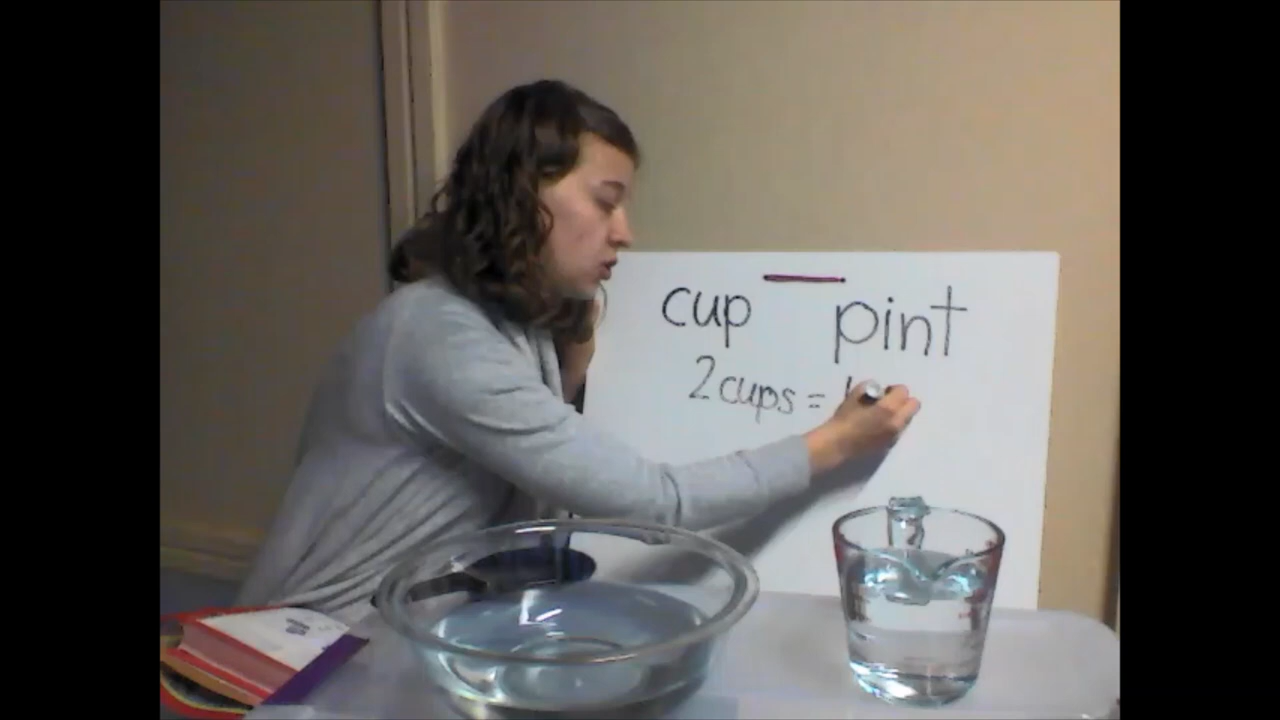 cup pint
2 cups =